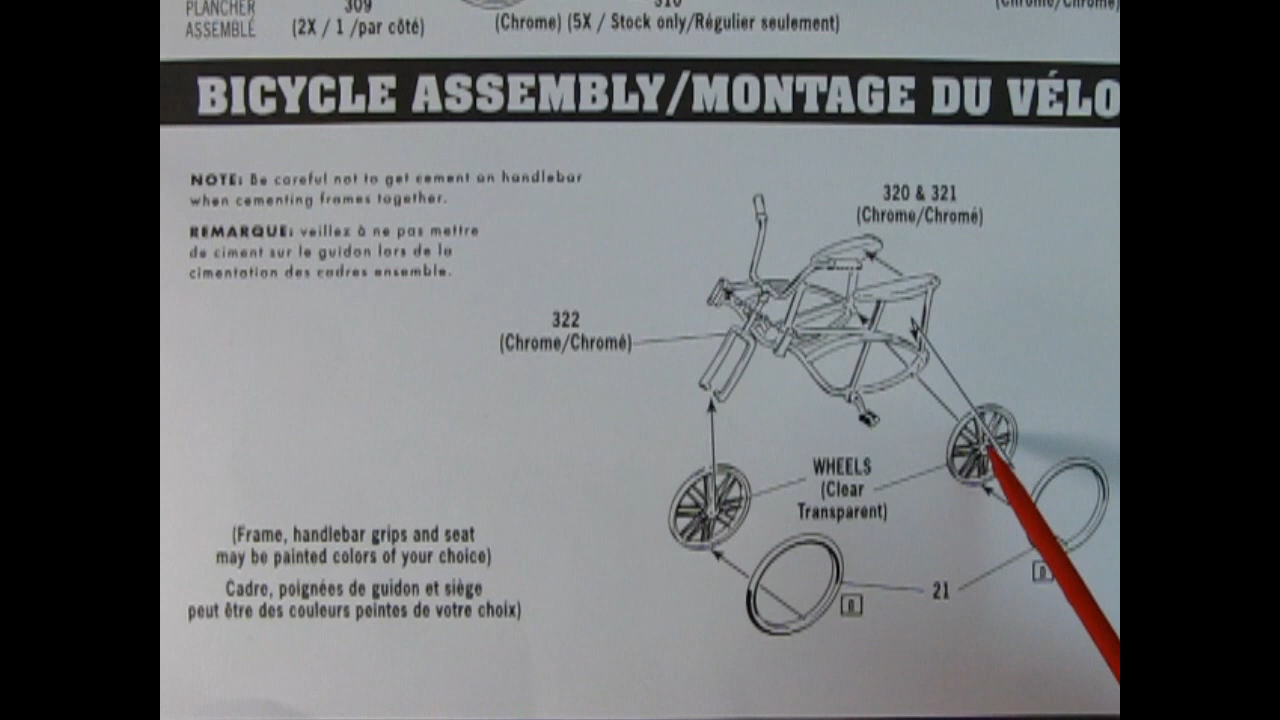 PLANCHER
ASSEMBLÉ
309
(2X / 1 /par côté)
310
(Chrome) (5X / Stock only/Régulier seulement)
(Chrome/Chromé)
BICYCLE ASSEMBLY/MONTAGE DU VÉLO
NOTE: Be careful not to get cement on handlebar
when cementing frames together.
REMARQUE: veillez à ne pas mettre
de ciment sur le guidon lors de la
cimentation des cadres ensemble.
320 & 321
(Chrome/Chromé)
322
(Chrome/Chromé)
WHEELS
(Clear
Transparent)
(Frame, handlebar grips and seat
may be painted colors of your choice)
Cadre, poignées de guidon et siège
peut être des couleurs peintes de votre choix)
21